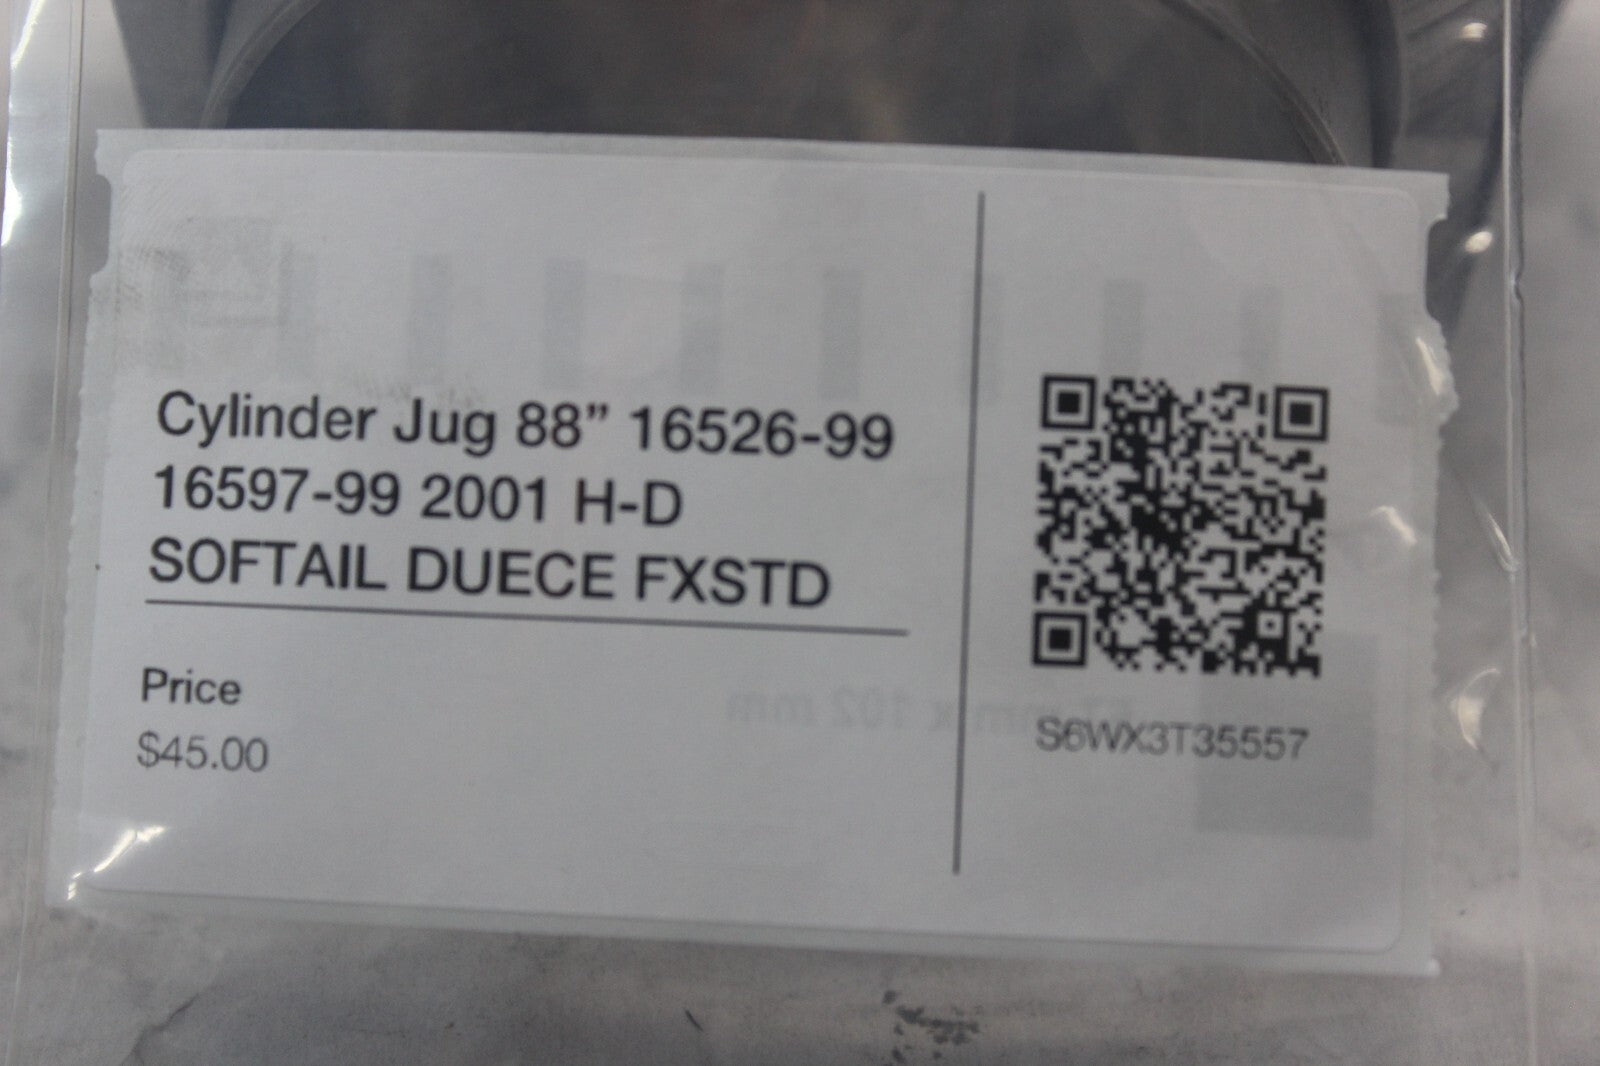 Cylinder Jug 88” 16526-99
16597-99 2001 H-D
SOFTAIL DUECE FXSTD
Price
$45.00
S6WX3T35557